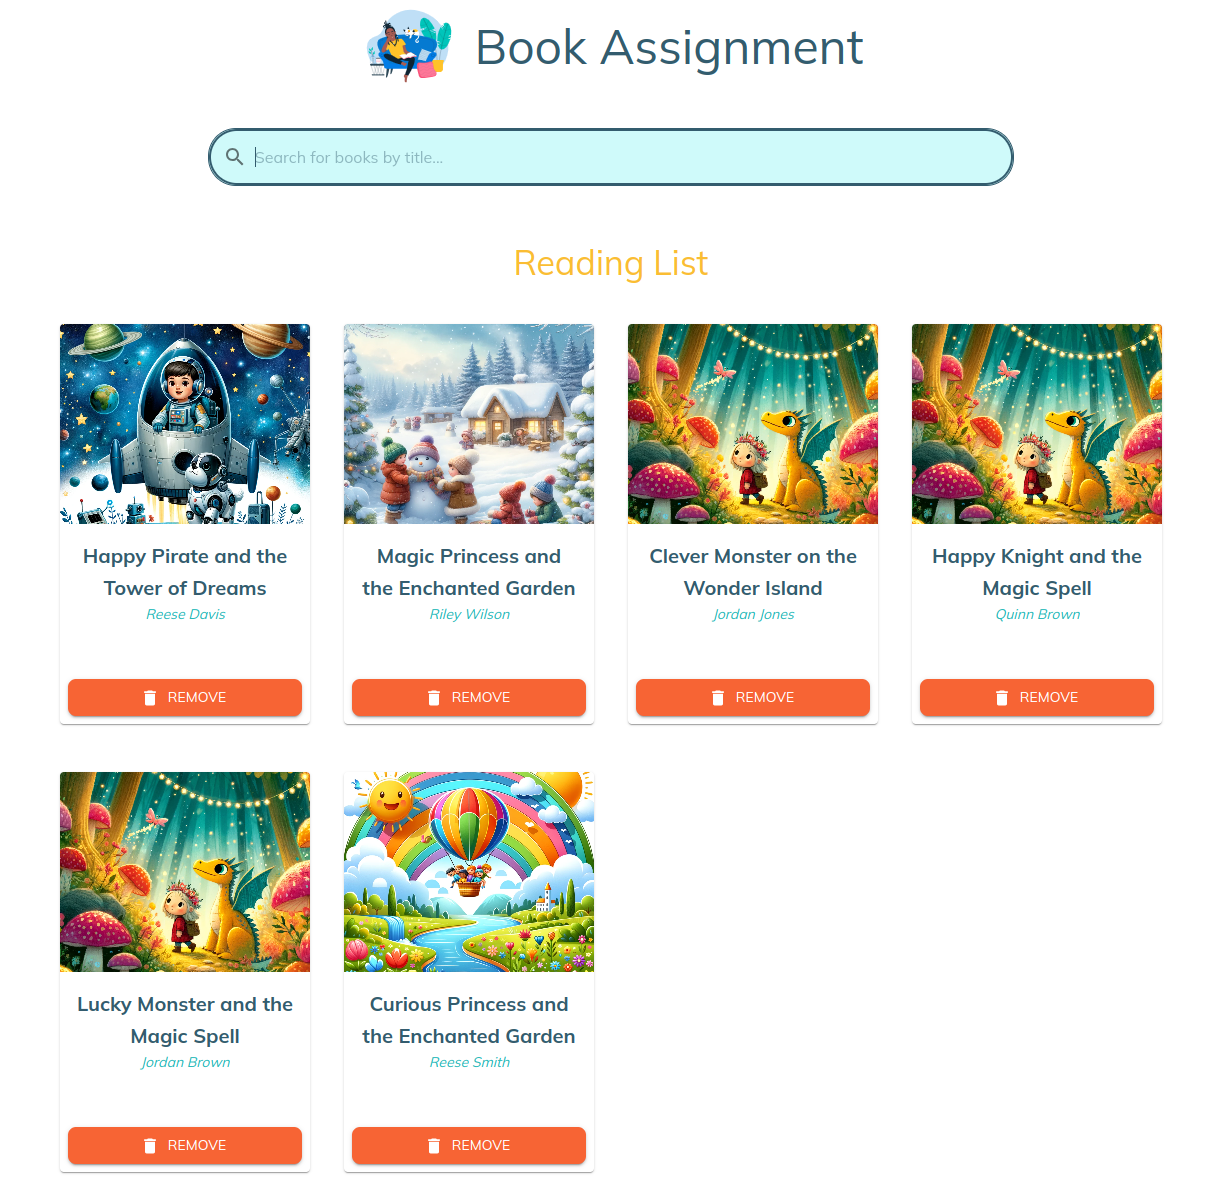 Book Assignment
Search for books by title...
Reading List
Happy Pirate and the
Tower of Dreams
Reese Davis
REMOVE
Magic Princess and
the Enchanted Garden
Riley Wilson
REMOVE
Clever Monster on the
Wonder Island
Jordan Jones
REMOVE
Happy Knight and the
Magic Spell
Quinn Brown
REMOVE
Lucky Monster and the
Magic Spell
Jordan Brown
REMOVE
Curious Princess and
the Enchanted Garden
Reese Smith
REMOVE